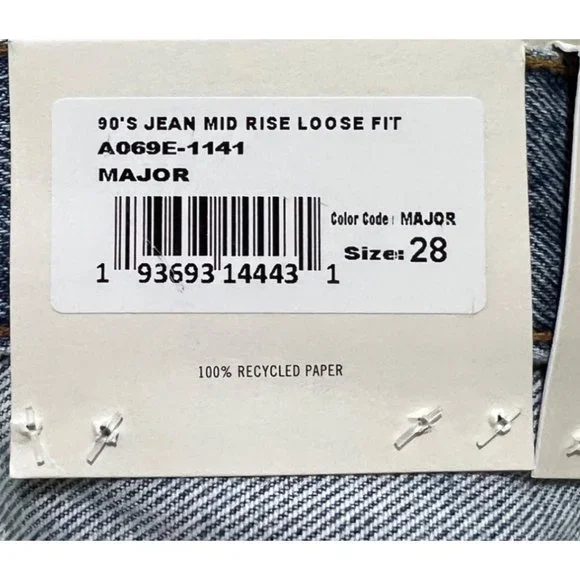 90'S JEAN MID RISE LOOSE FIT
A069E-1141
MAJOR
Color Code: MAJOR
Size: 28
1 93693 14443 1
100% RECYCLED PAPER